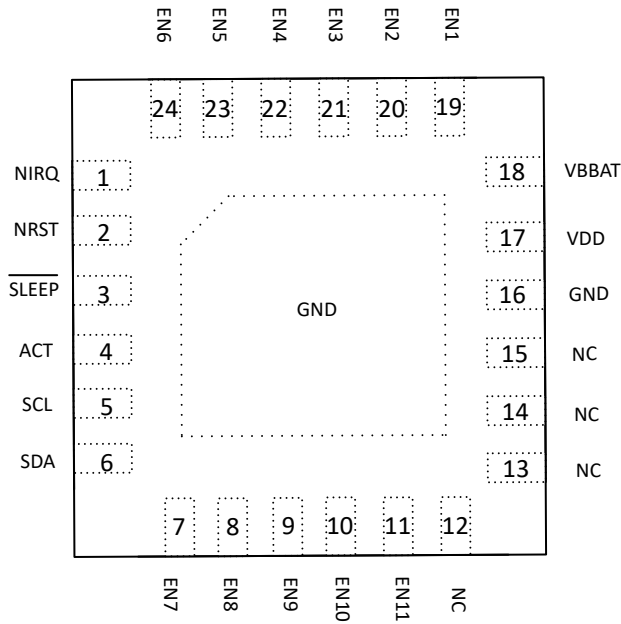 EN6 EN5 EN4 EN3 EN2 EN1
24 23 22 21 20 19
NIRQ 1
18 VBBAT
NRST 2
17 VDD
SLEEP 3
16 GND
GND
ACT 4
15 NC
SCL 5
14 NC
SDA 6
13 NC
7 8 9 10 11 12
EN7 EN8 EN9 EN10 EN11 NC